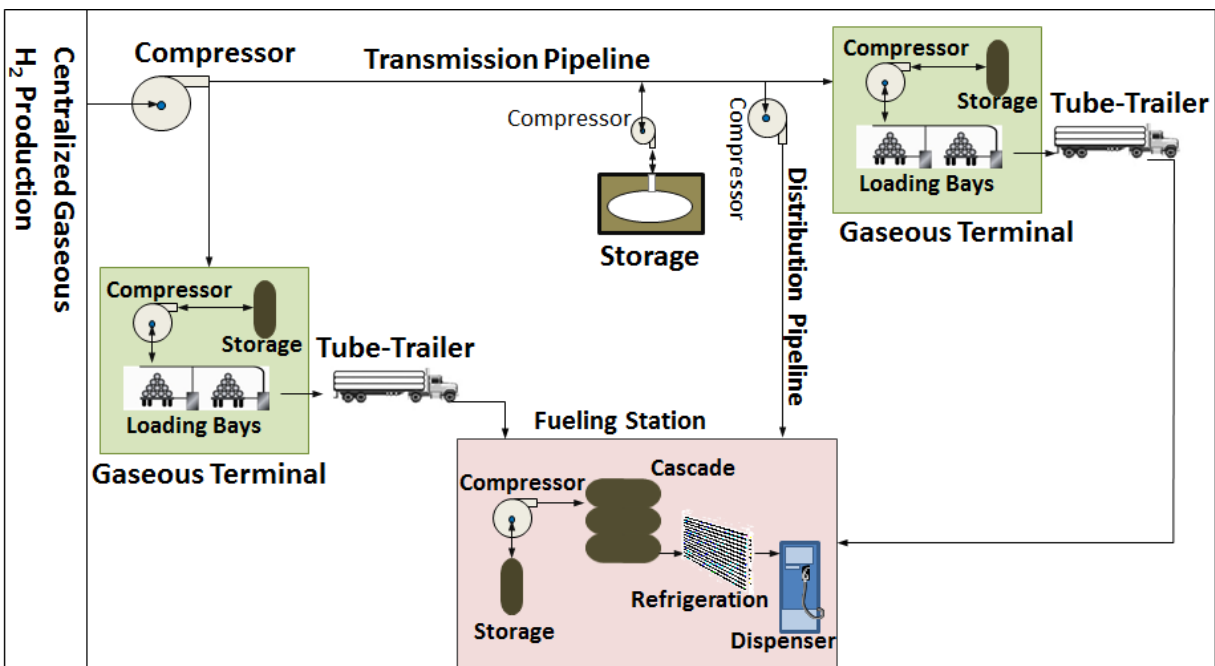 Centralized Gaseous
H₂ Production
Compressor
Transmission Pipeline
Compressor
Compressor
Storage
Distribution Pipeline
Compressor
Storage
Loading Bays
Gaseous Terminal
Tube-Trailer
Compressor
Storage
Loading Bays
Gaseous Terminal
Tube-Trailer
Fueling Station
Compressor
Storage
Cascade
Refrigeration
Dispenser